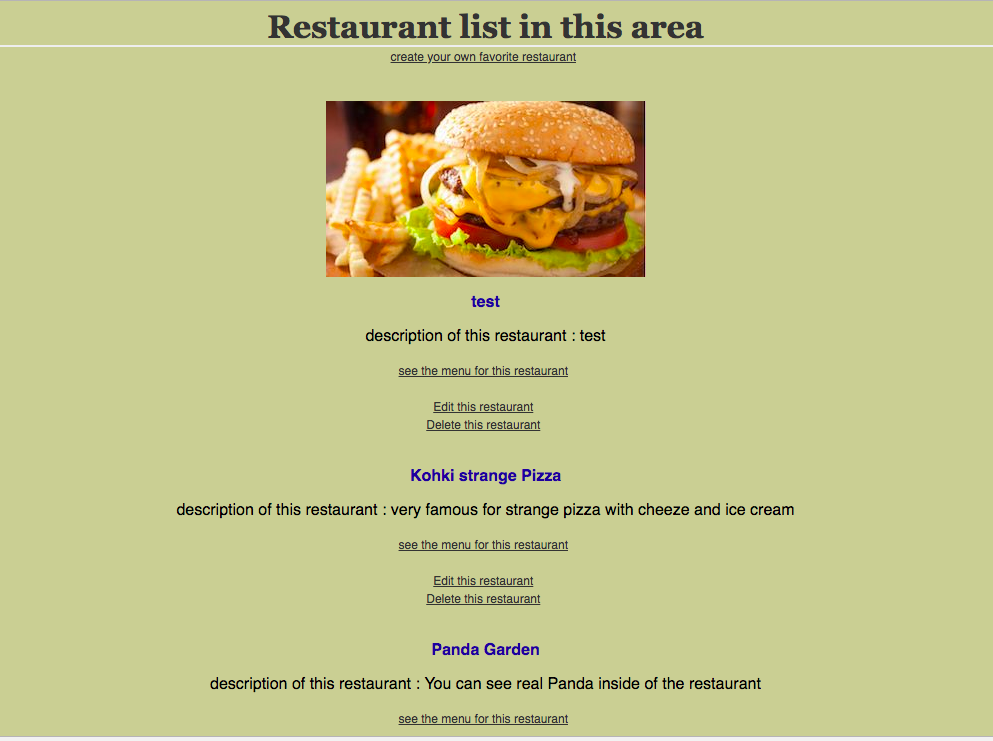 Restaurant list in this area
create your own favorite restaurant
test
description of this restaurant : test
see the menu for this restaurant
Edit this restaurant
Delete this restaurant
Kohki strange Pizza
description of this restaurant : very famous for strange pizza with cheeze and ice cream
see the menu for this restaurant
Edit this restaurant
Delete this restaurant
Panda Garden
description of this restaurant : You can see real Panda inside of the restaurant
see the menu for this restaurant